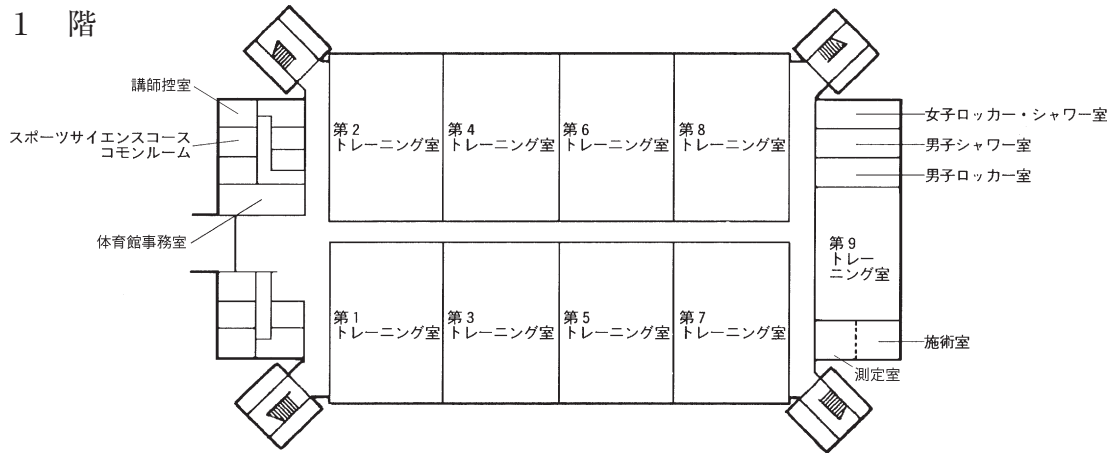 1 階
講師控室
スポーツサイエンスコース
コモンルーム
体育館事務室
第2
トレーニング室
第4
トレーニング室
第6
トレーニング室
第8
トレーニング室
女子ロッカー・シャワー室
男子シャワー室
男子ロッカー室
第9
トレー
ニング室
第1
トレーニング室
第3
トレーニング室
第5
トレーニング室
第7
トレーニング室
施術室
測定室